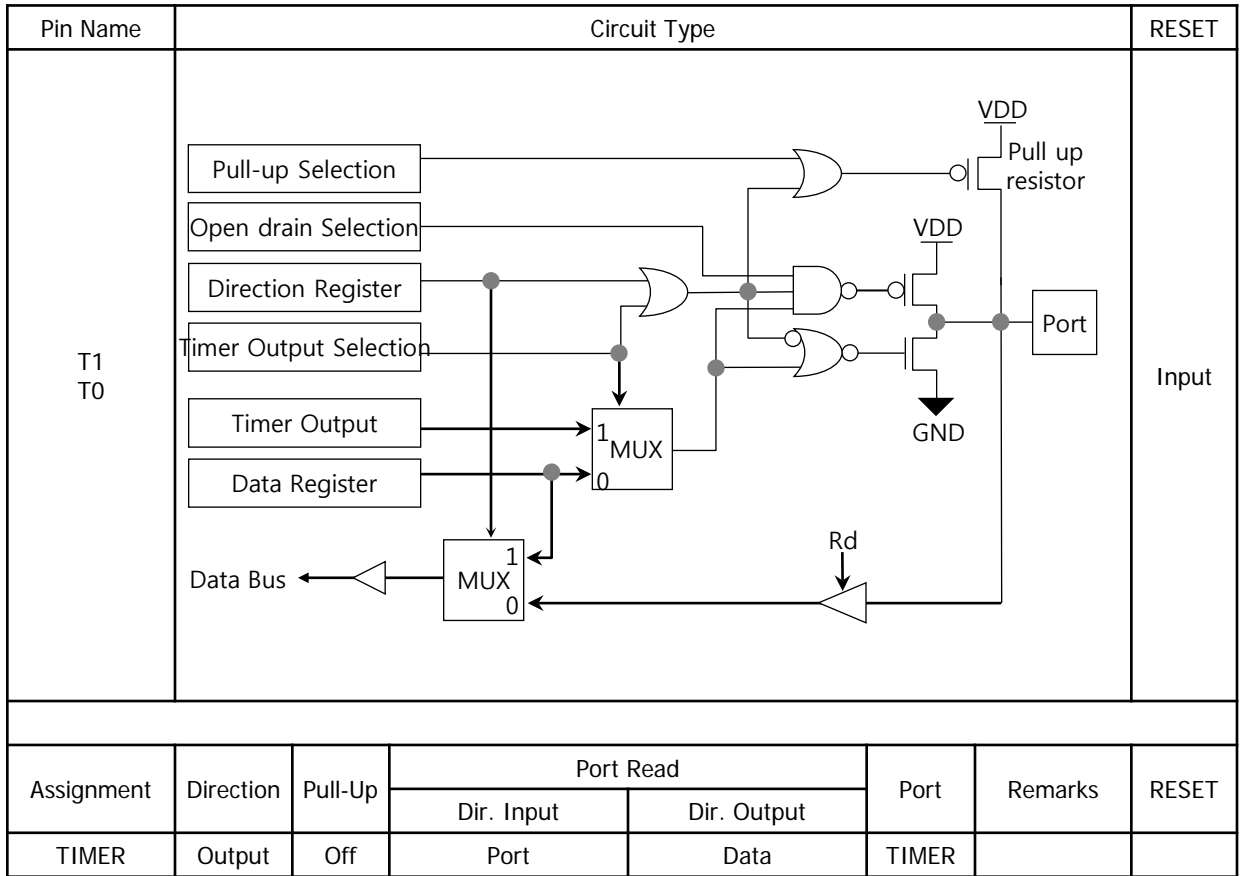 Pin Name Circuit Type RESET
VDD
Pull-up Selection
Pull up
resistor
Open drain Selection
VDD
Direction Register
Port
Timer Output Selection
T1
T0
Input
Timer Output
1
MUX
GND
Data Register
0
Rd
1
Data Bus
MUX
0
Assignment Direction Pull-Up Port Read Port Remarks RESET
Dir. Input Dir. Output
TIMER Output Off Port Data TIMER